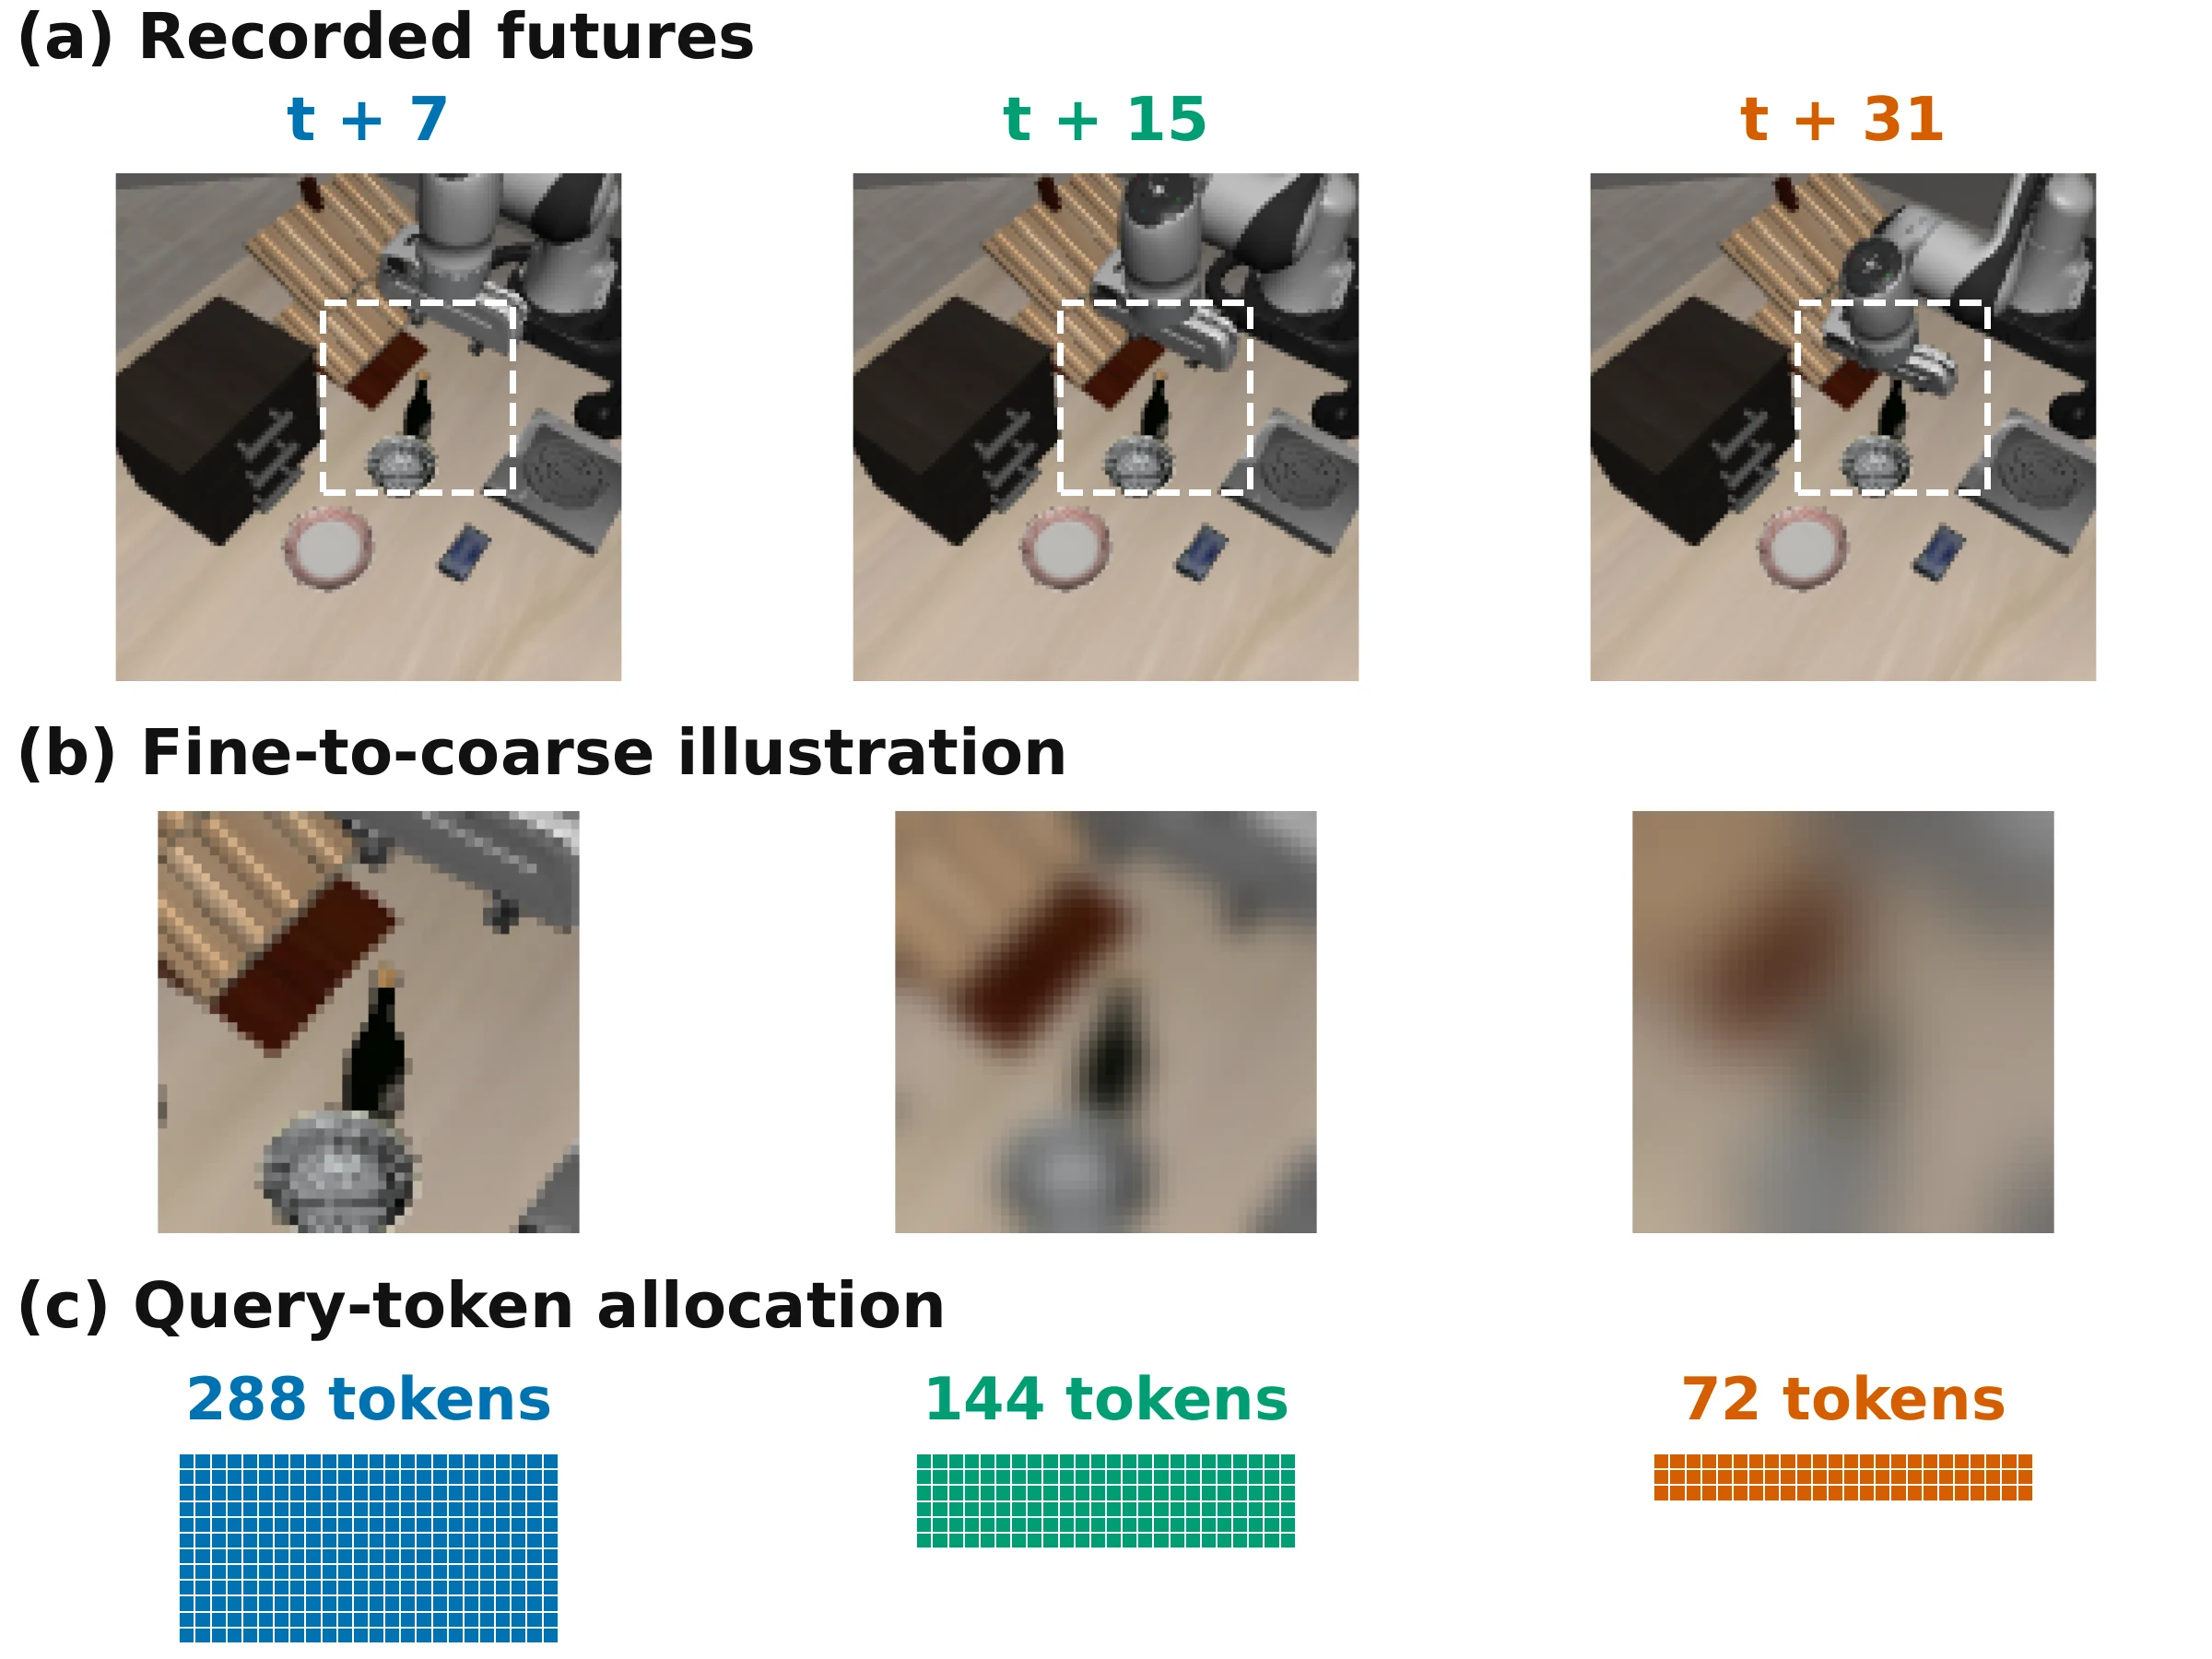 (a) Recorded futures
t + 7
t + 15
t + 31
(b) Fine-to-coarse illustration
(c) Query-token allocation
288 tokens
144 tokens
72 tokens